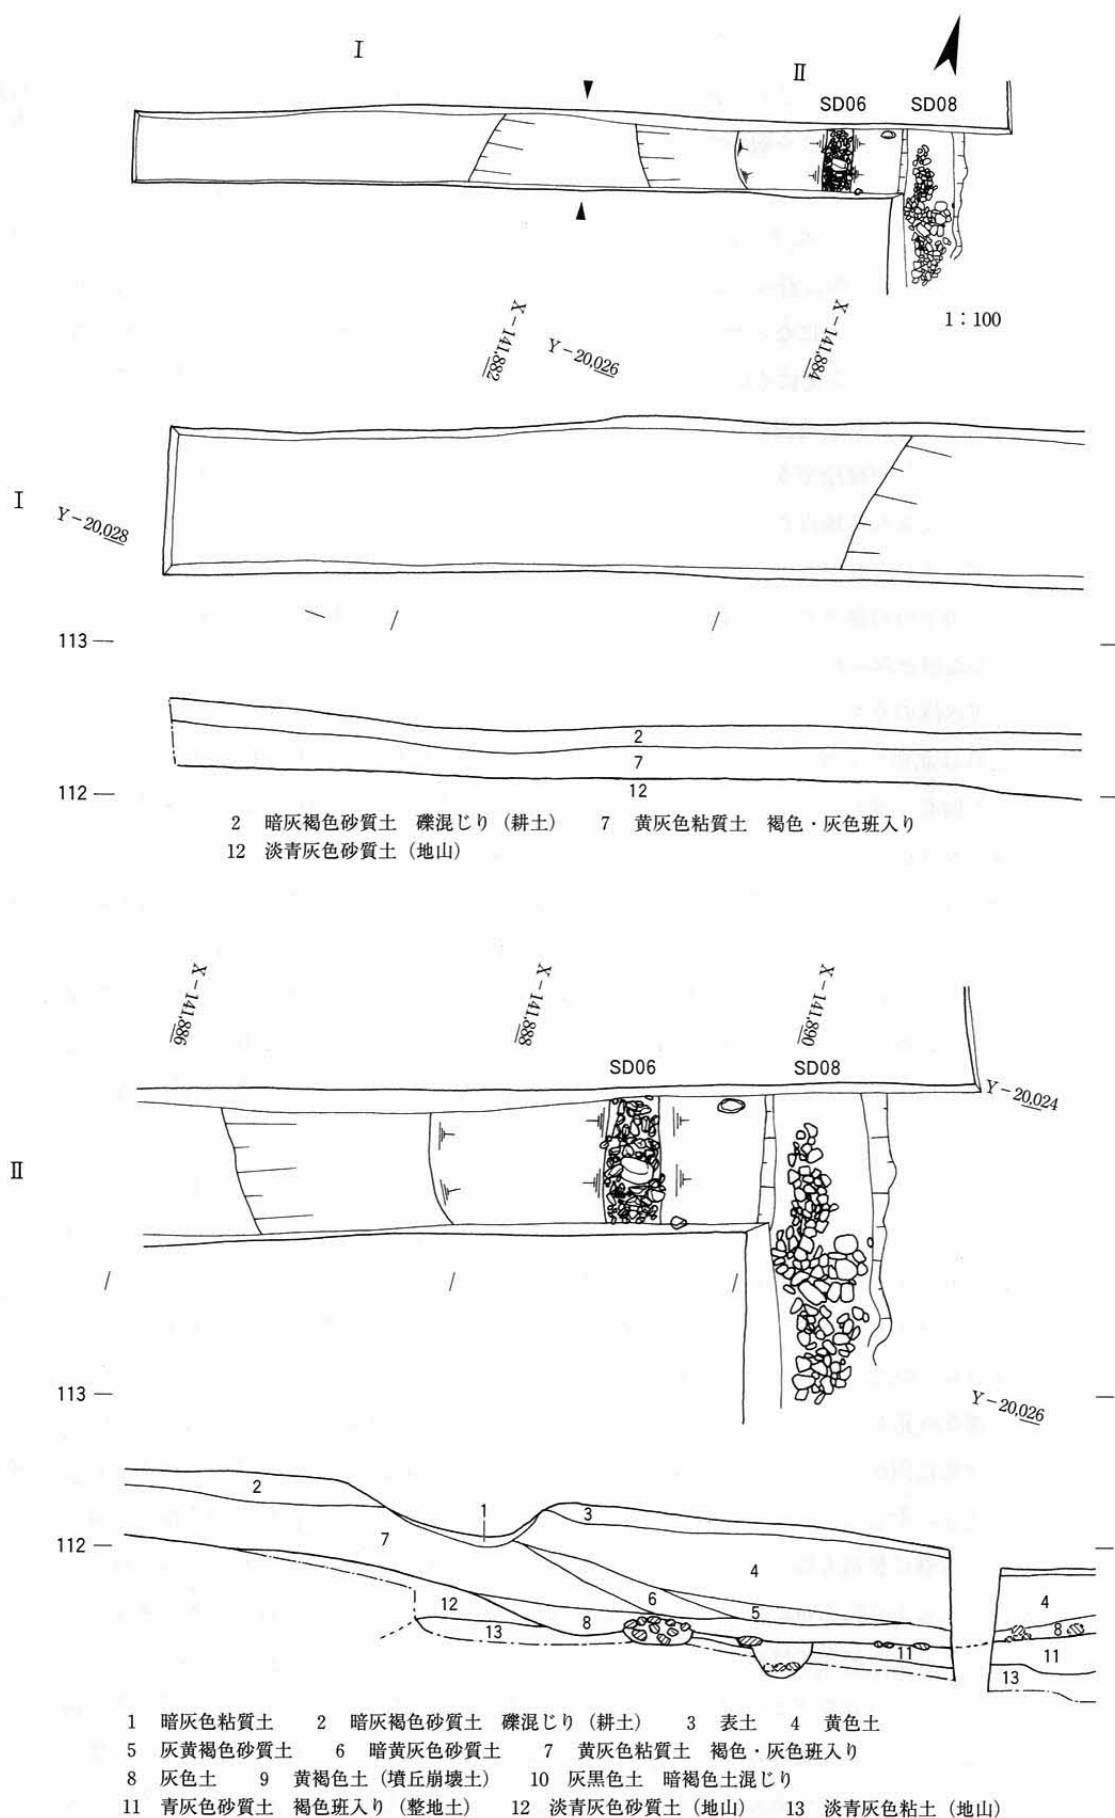 I
II
SD06 SD08
1：100
X－141,882
Y－20,026
X－141,884
I
Y－20,028
113
2
7
112
12
2 暗灰褐色砂質土 礫混じり（耕土） 7 黄灰色粘質土 褐色・灰色班入り
12 淡青灰色砂質土（地山）
X－141,886
X－141,888
X－141,890
SD06 SD08
Y－20,024
II
113
Y－20,026
2
1
3
7
112
4
6
5
4
12
8
8
13
11
11
13
1 暗灰色粘質土 2 暗灰褐色砂質土 礫混じり（耕土） 3 表土 4 黄色土
5 灰黄褐色砂質土 6 暗黄灰色砂質土 7 黄灰色粘質土 褐色・灰色班入り
8 灰色土 9 黄褐色土（墳丘崩壊土） 10 灰黒色土 暗褐色土混じり
11 青灰色砂質土 褐色班入り（整地土） 12 淡青灰色砂質土（地山） 13 淡青灰色粘土（地山）